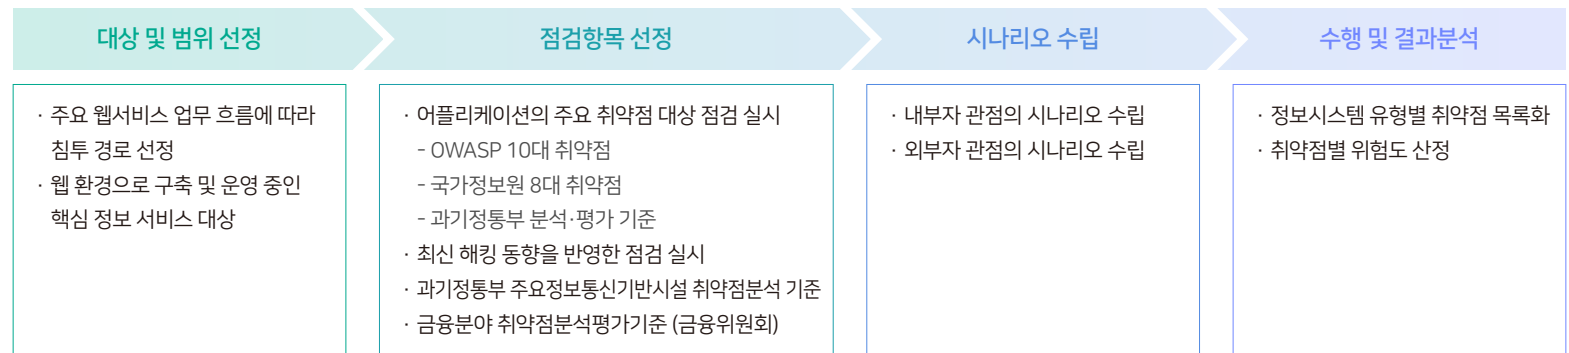 대상 및 범위 선정
점검항목 선정
시나리오 수립
수행 및 결과분석
· 주요 웹서비스 업무 흐름에 따라
침투 경로 선정
· 웹 환경으로 구축 및 운영 중인
핵심 정보 서비스 대상
· 어플리케이션의 주요 취약점 대상 점검 실시
- OWASP 10대 취약점
- 국가정보원 8대 취약점
- 과기정통부 분석·평가 기준
· 최신 해킹 동향을 반영한 점검 실시
· 과기정통부 주요정보통신기반시설 취약점분석 기준
· 금융분야 취약점분석평가기준 (금융위원회)
· 내부자 관점의 시나리오 수립
· 외부자 관점의 시나리오 수립
· 정보시스템 유형별 취약점 목록화
· 취약점별 위험도 산정